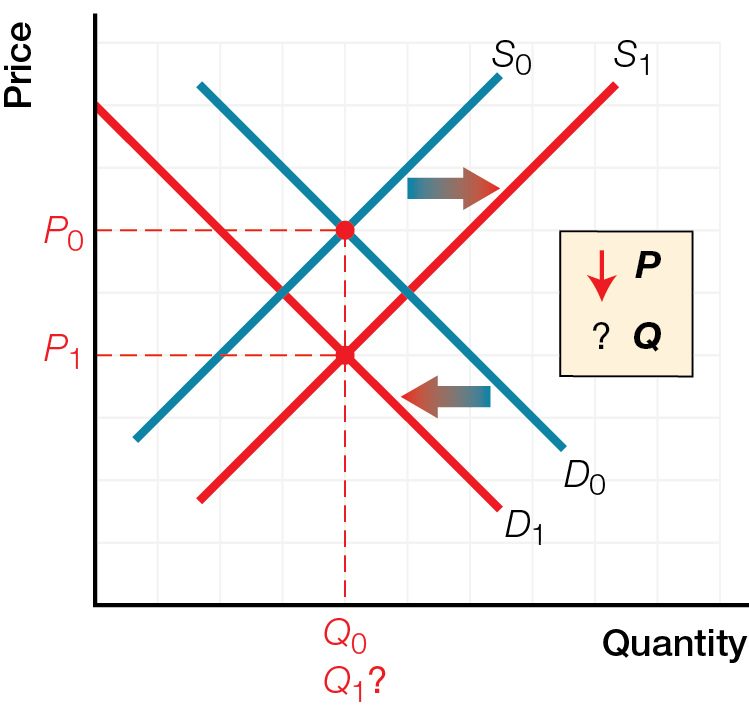 Price
S₀
S₁
P₀
↓ P
? Q
P₁
D₀
D₁
Q₀
Quantity
Q₁?